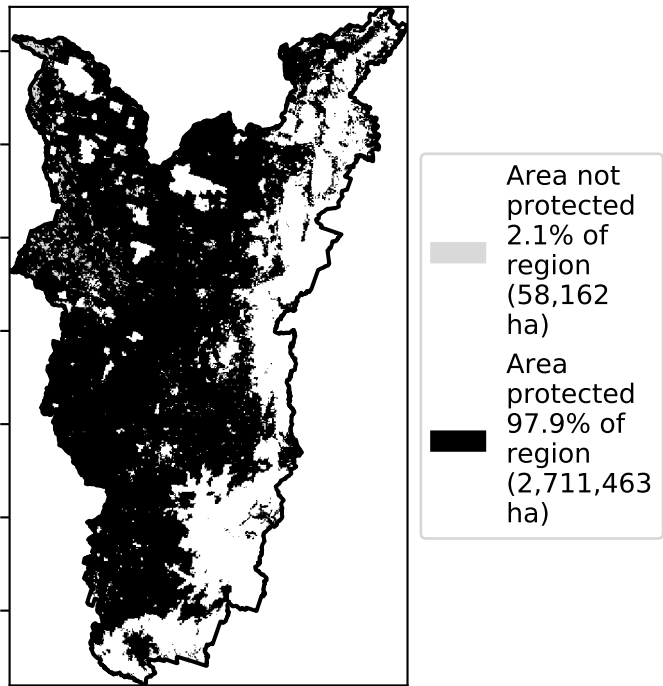 Area not
protected
2.1% of
region
(58,162
ha)
Area
protected
97.9% of
region
(2,711,463
ha)